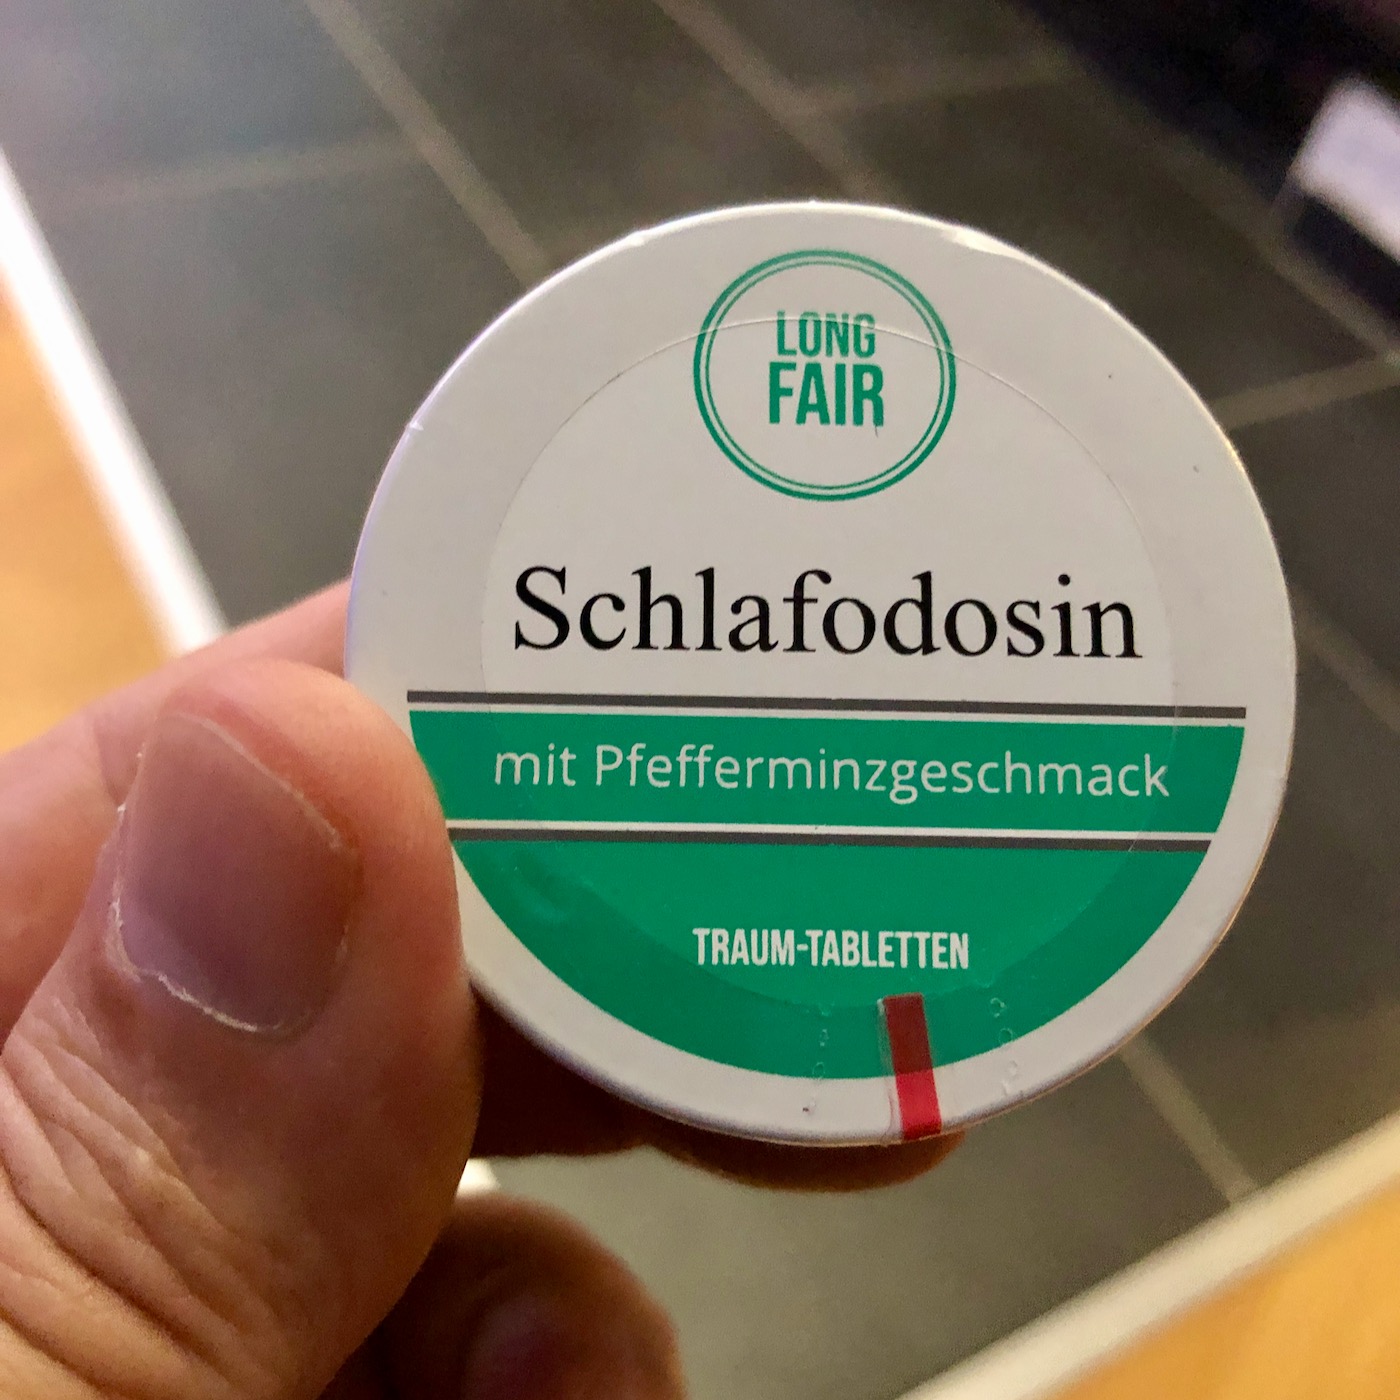 LONG
FAIR
Schlafodosin
mit Pfefferminzgeschmack
TRAUM-TABLETTEN